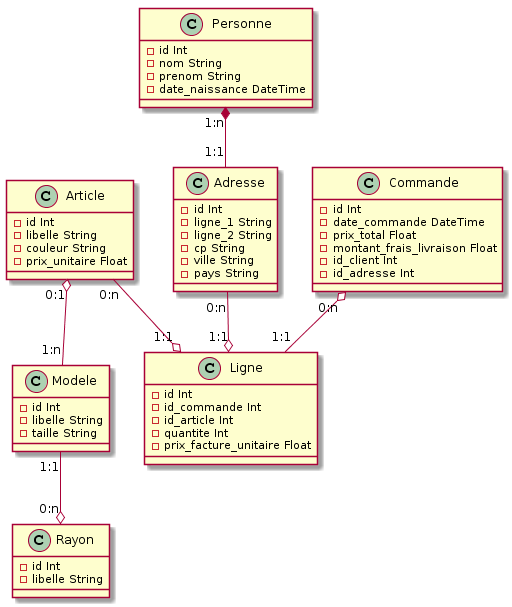 C Personne
id Int
nom String
prenom String
date_naissance DateTime
1:n
1:1
C Article
id Int
libelle String
couleur String
prix_unitaire Float
C Adresse
id Int
ligne_1 String
ligne_2 String
cp String
ville String
pays String
C Commande
id Int
date_commande DateTime
prix_total Float
montant_frais_livraison Float
id_client Int
id_adresse Int
0:1
0:n
0:n
0:n
1:n
1:1
1:1
1:1
C Modele
id Int
libelle String
taille String
C Ligne
id Int
id_commande Int
id_article Int
quantite Int
prix_facture_unitaire Float
1:1
0:n
C Rayon
id Int
libelle String